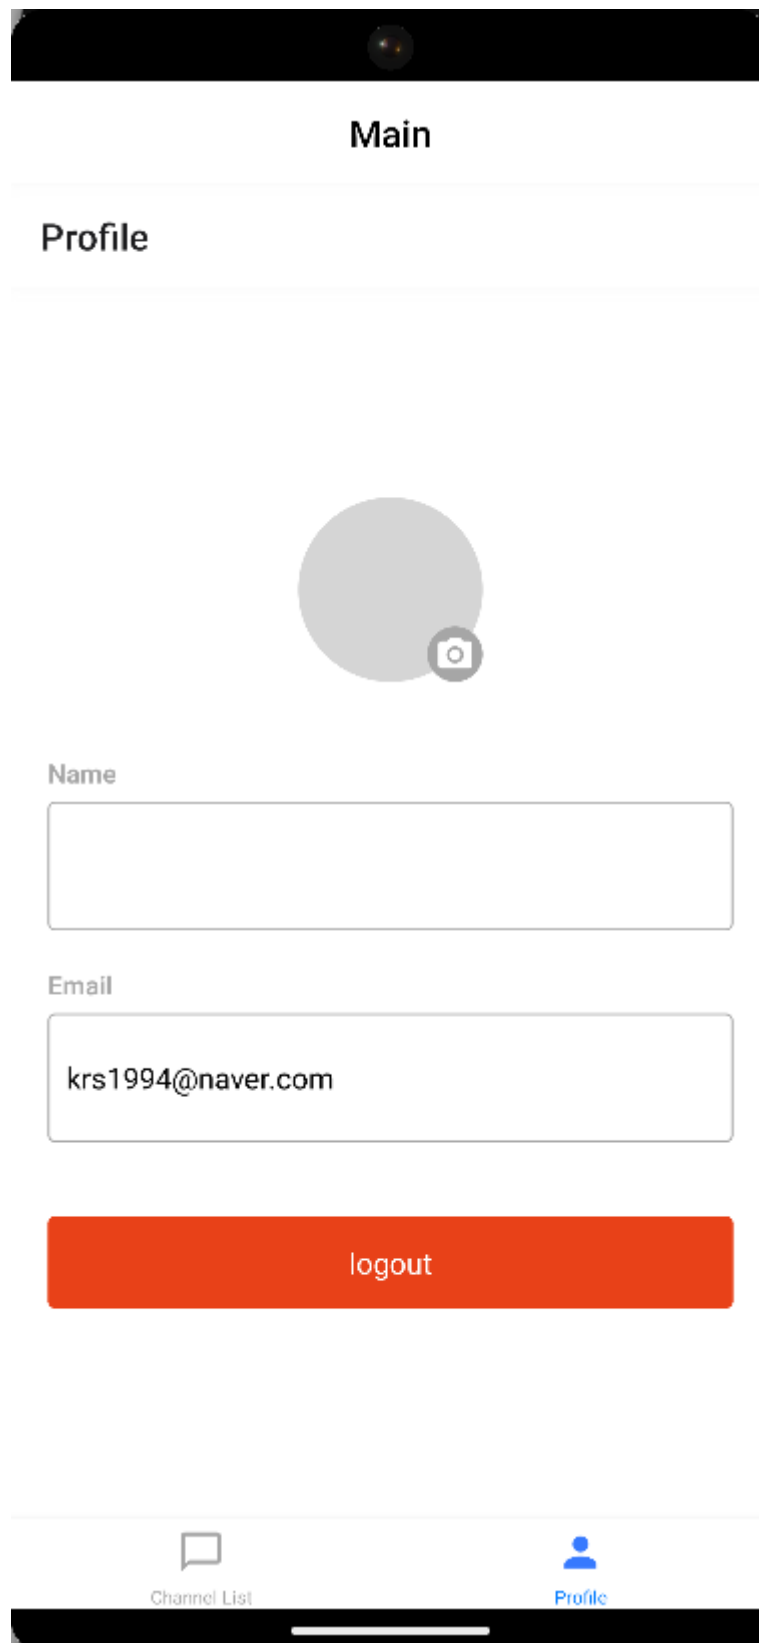 Main
Profile
Name
Email
krs1994@naver.com
logout
Channel List
Profile